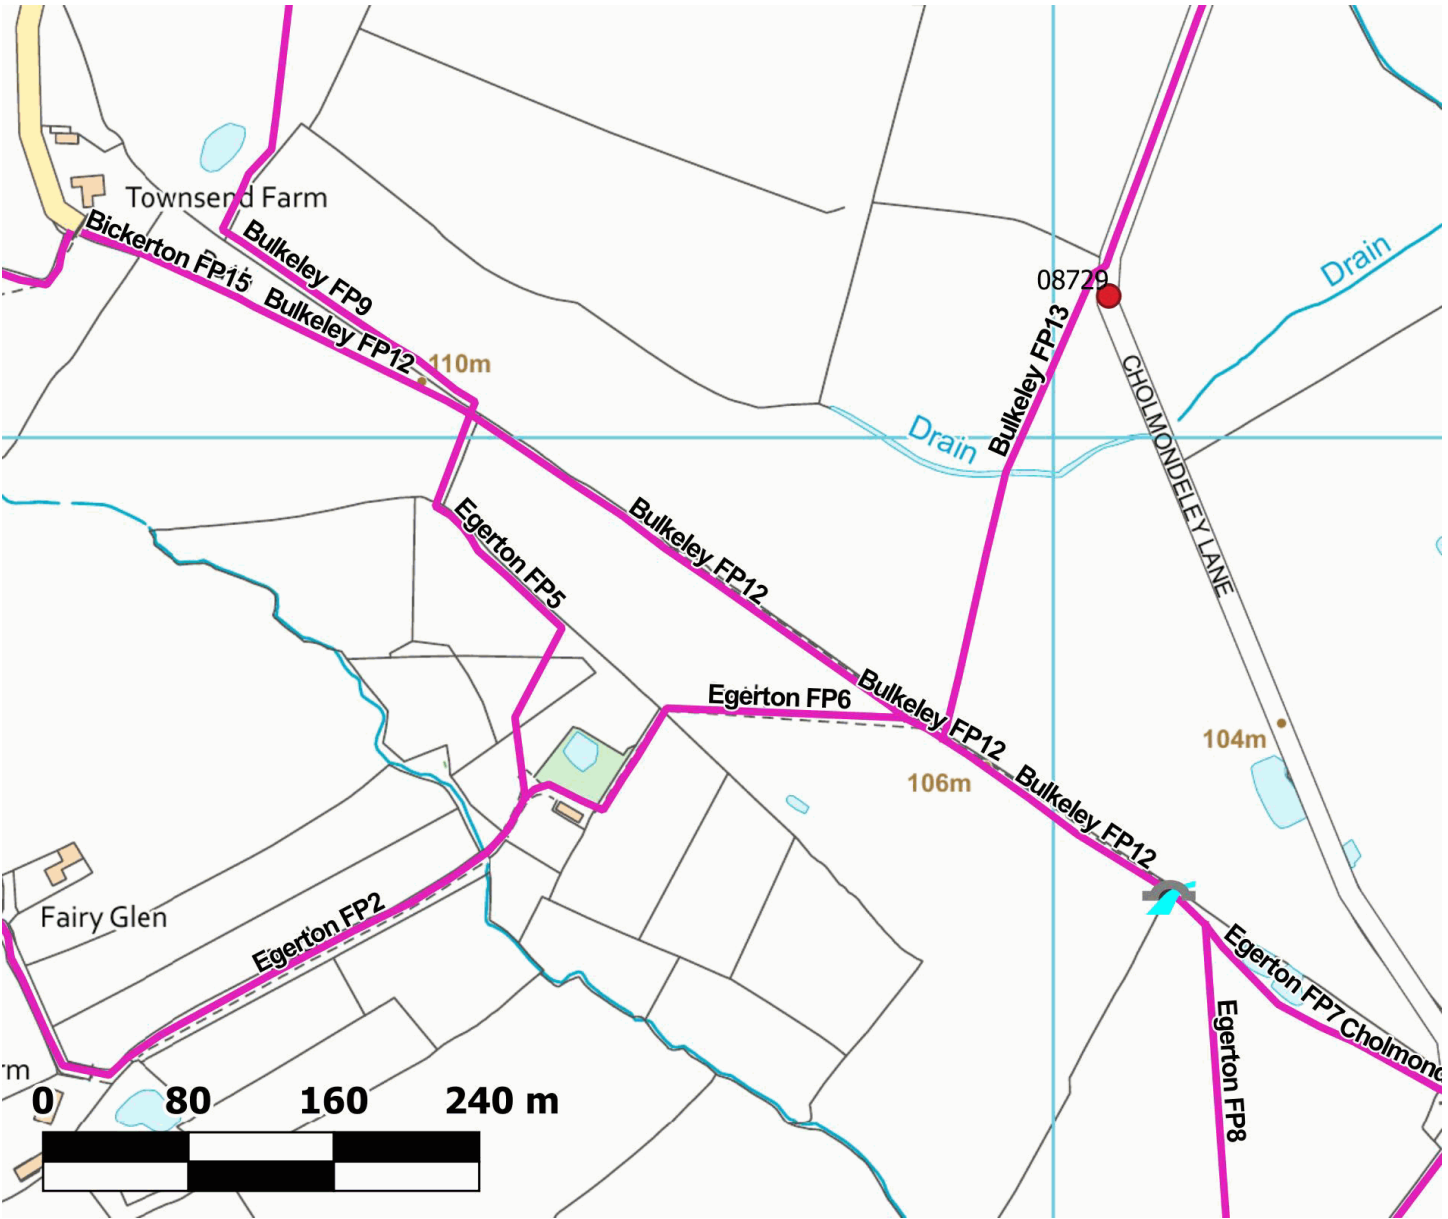 Townsend Farm
Bickerton FP15
Bulkeley FP9
Bulkeley FP12
110m
08729
Drain
Bulkeley FP13
CHOLMONDELEY LANE
Drain
Egerton FP5
Bulkeley FP12
Egerton FP6
Bulkeley FP12
104m
106m
Bulkeley FP12
Fairy Glen
Egerton FP2
Egerton FP7
Cholmond
Egerton FP8
rm
0 80 160 240 m